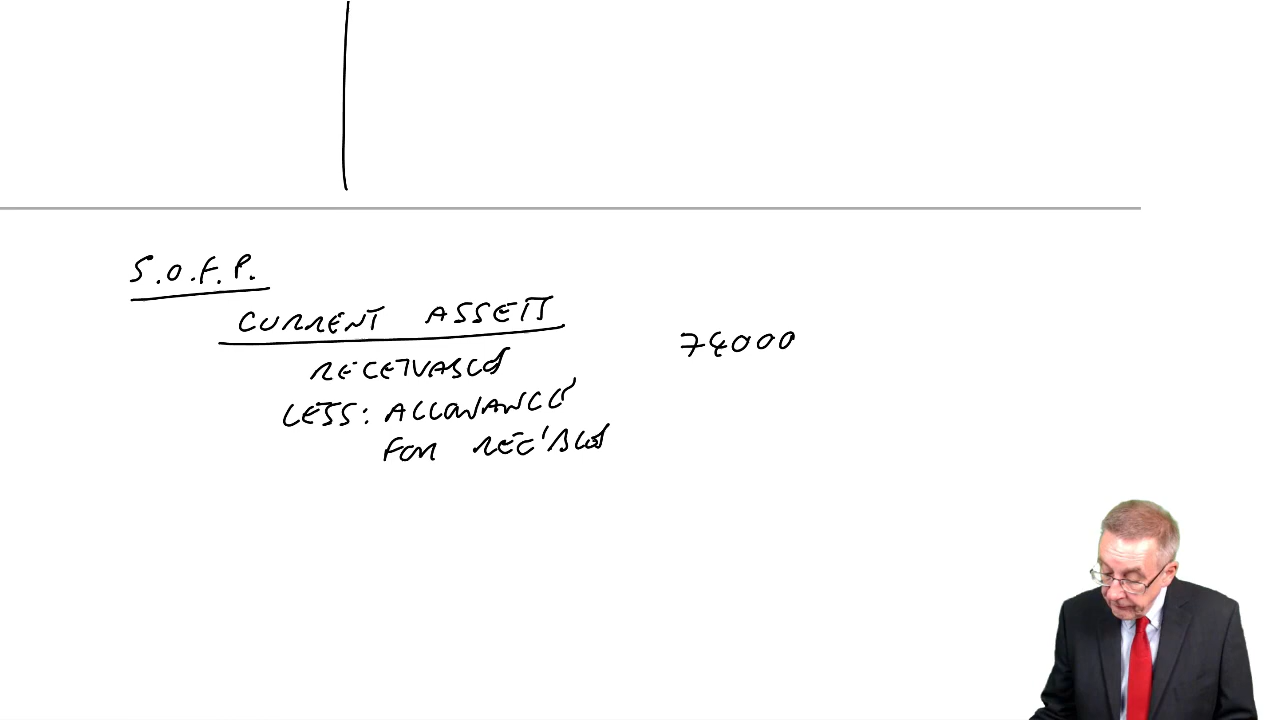 S.O.F.P.
CURRENT ASSETS
RECEIVABLES 74000
LESS: ALLOWANCE
FOR REC'BLES